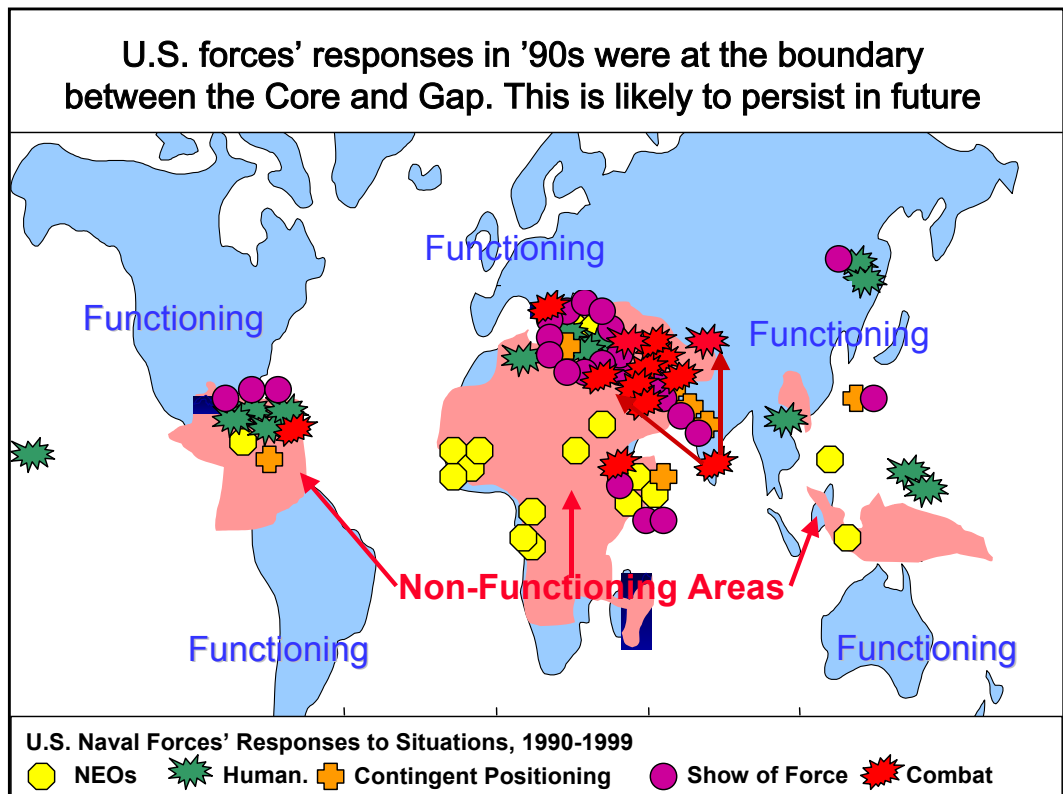 U.S. forces’ responses in ’90s were at the boundary
between the Core and Gap. This is likely to persist in future
Functioning
Functioning
Functioning
Non-Functioning Areas
Functioning
Functioning
U.S. Naval Forces’ Responses to Situations, 1990-1999
NEOs Human. Contingent Positioning Show of Force Combat